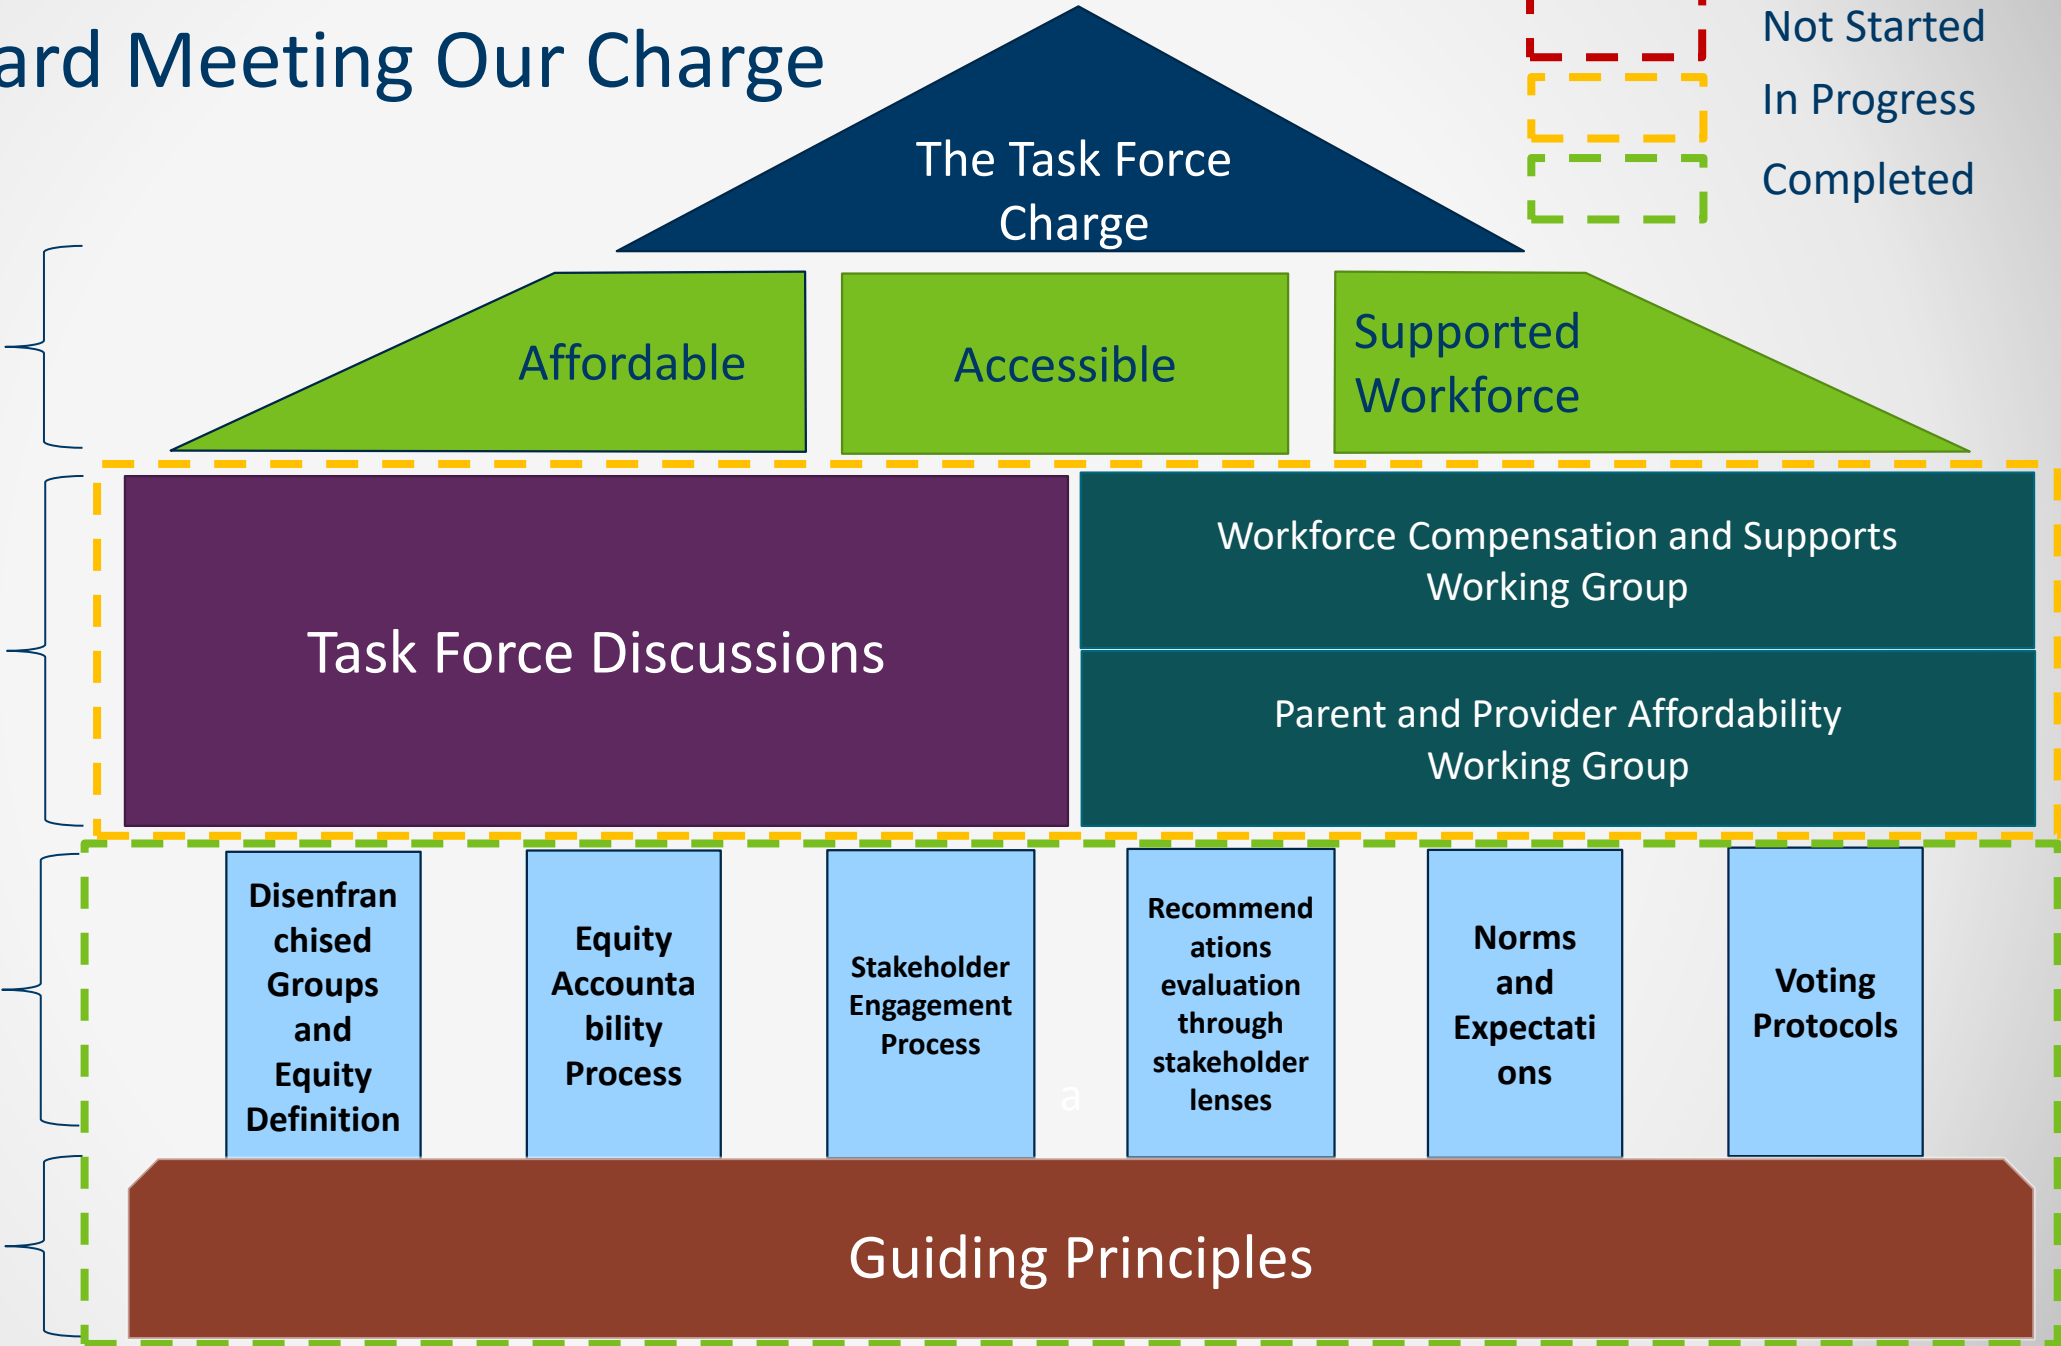 ard Meeting Our Charge
Not Started
In Progress
Completed
The Task Force
Charge
Affordable
Accessible
Supported
Workforce
Task Force Discussions
Workforce Compensation and Supports
Working Group
Parent and Provider Affordability
Working Group
Disenfran
chised
Groups
and
Equity
Definition
Equity
Accounta
bility
Process
Stakeholder
Engagement
Process
a
Recommend
ations
evaluation
through
stakeholder
lenses
Norms
and
Expectati
ons
Voting
Protocols
Guiding Principles